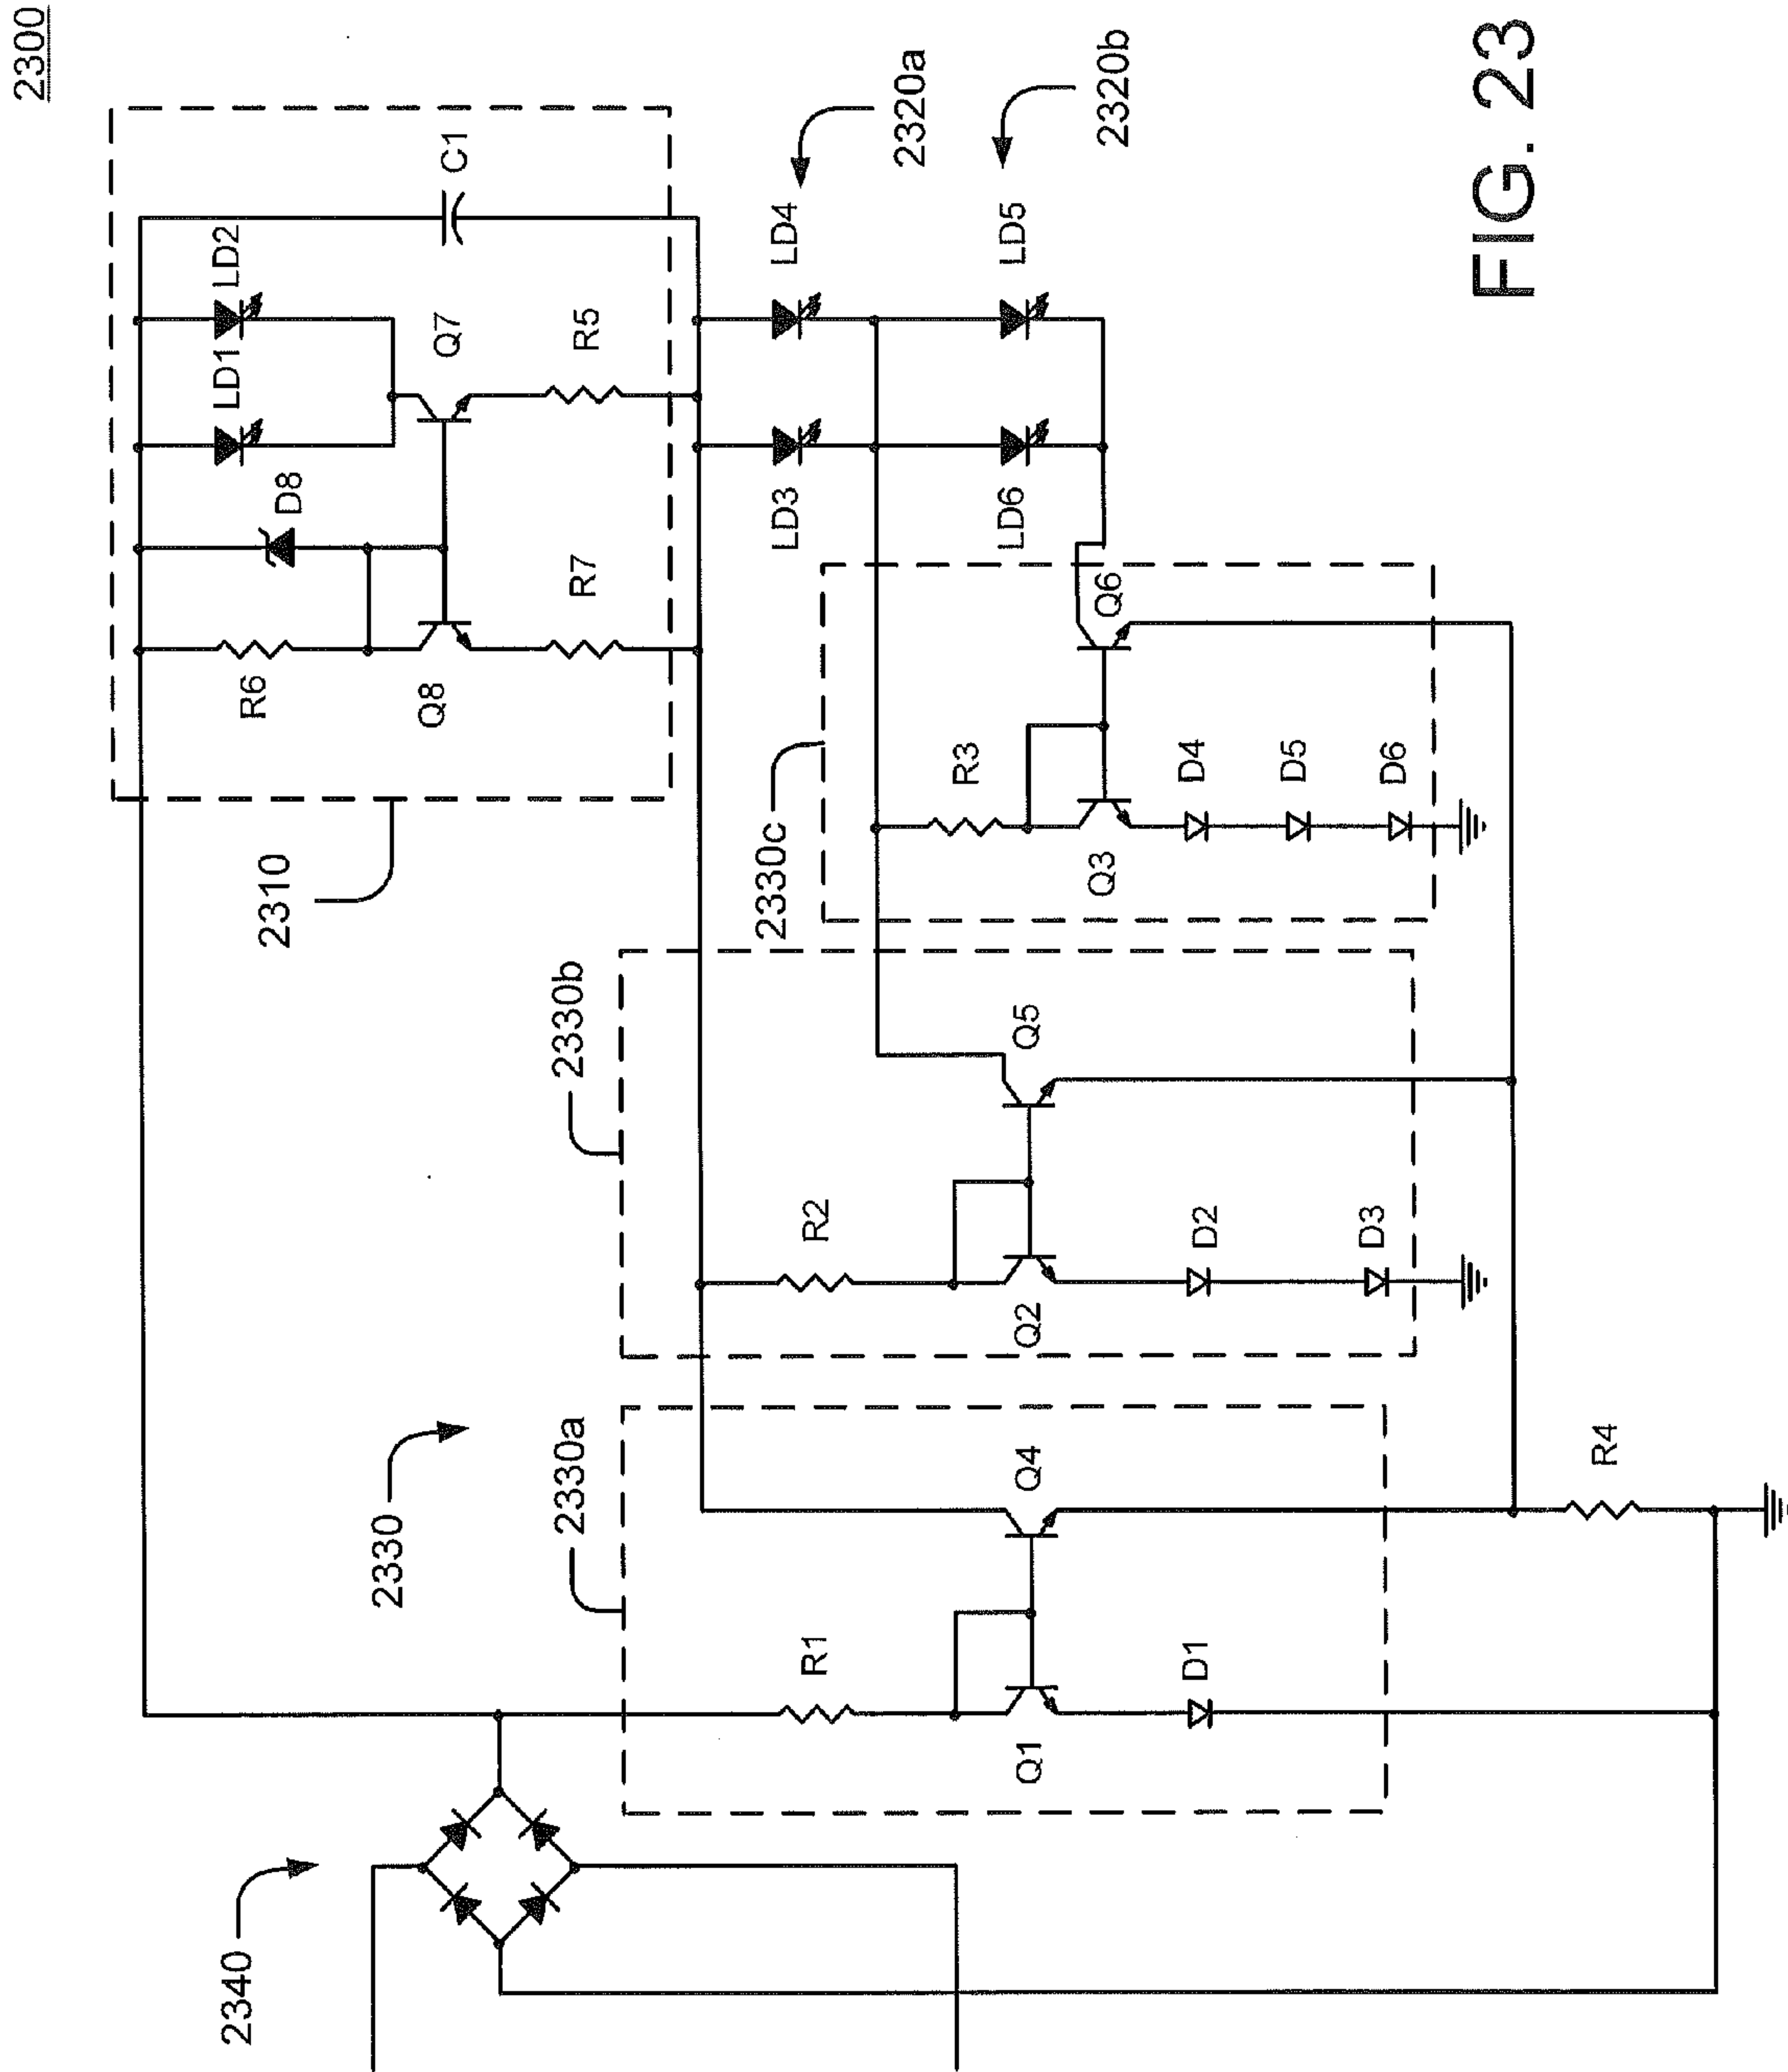 2300
2310
R6
D8
LD1
LD2
Q8
Q7
C1
R7
R5
LD3
LD4
2320a
LD6
LD5
2320b
2330
2330a
2330b
2330c
R1
R2
R3
Q1
Q4
Q2
Q5
Q3
Q6
D1
D2
D3
D4
D5
D6
R4
2340
FIG. 23